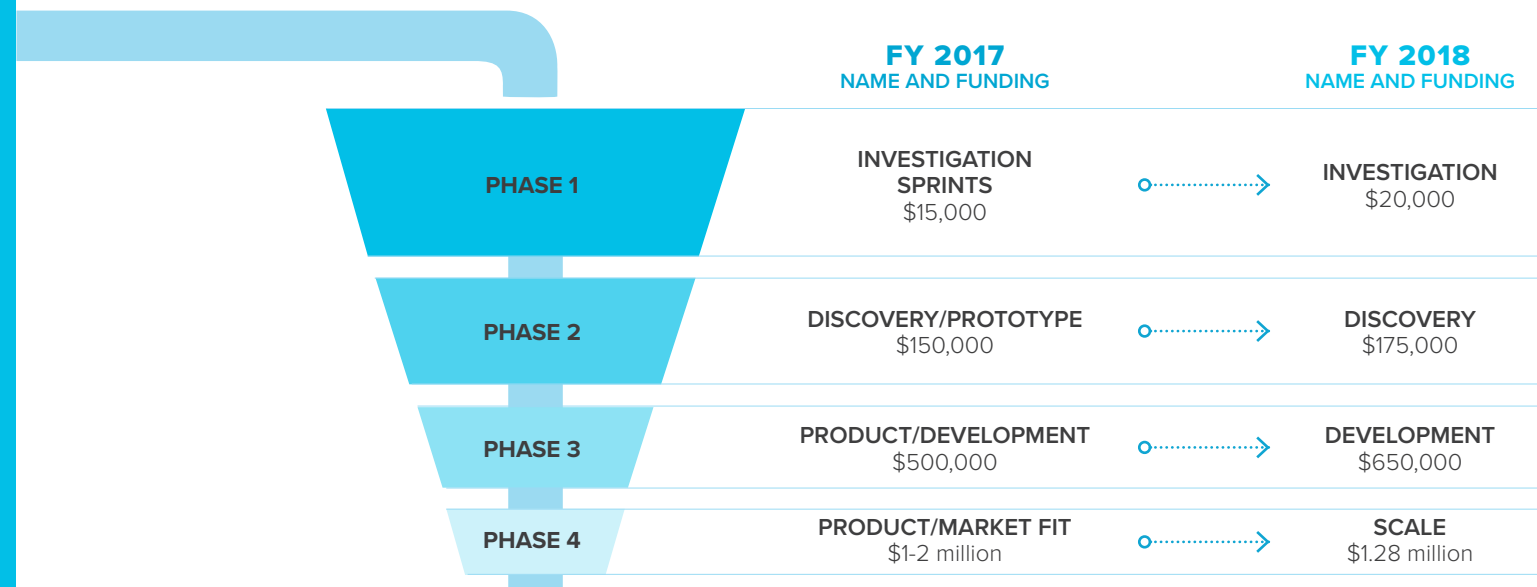 FY 2017
NAME AND FUNDING
FY 2018
NAME AND FUNDING
PHASE 1
INVESTIGATION
SPRINTS
$15,000
INVESTIGATION
$20,000
PHASE 2
DISCOVERY/PROTOTYPE
$150,000
DISCOVERY
$175,000
PHASE 3
PRODUCT/DEVELOPMENT
$500,000
DEVELOPMENT
$650,000
PHASE 4
PRODUCT/MARKET FIT
$1-2 million
SCALE
$1.28 million